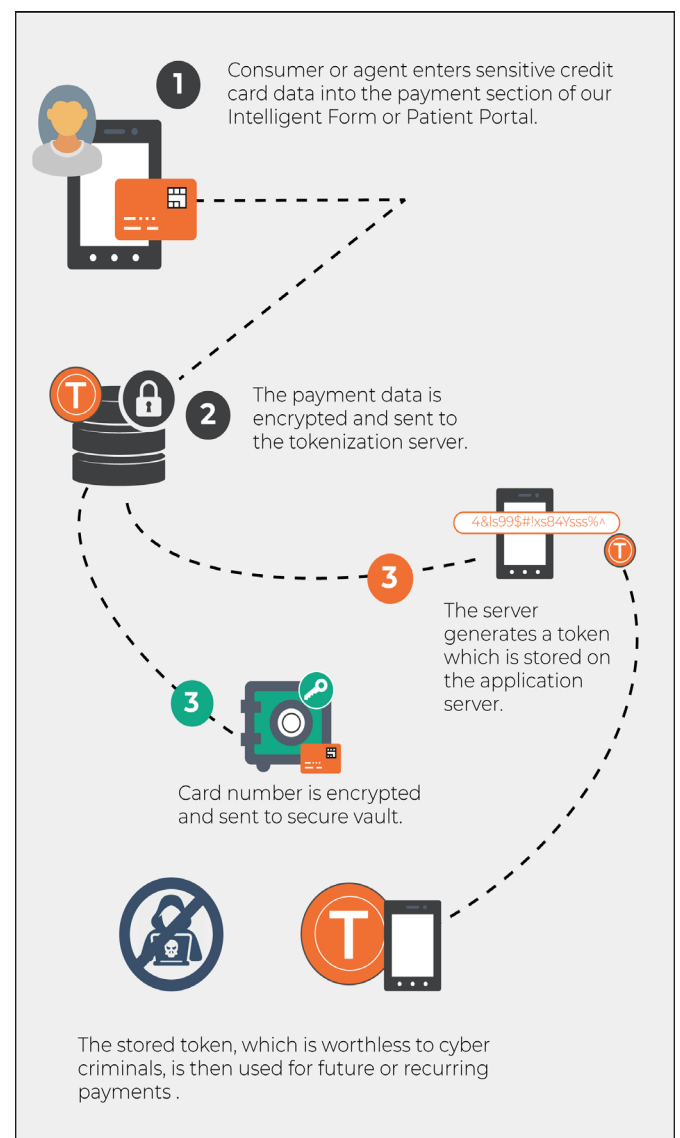 1
Consumer or agent enters sensitive credit
card data into the payment section of our
Intelligent Form or Patient Portal.
T
2
The payment data is
encrypted and sent to
the tokenization server.
4&ls99$#!xs84Ysss%^
T
3
The server
generates a token
which is stored on
the application
server.
3
Card number is encrypted
and sent to secure vault.
T
The stored token, which is worthless to cyber
criminals, is then used for future or recurring
payments .